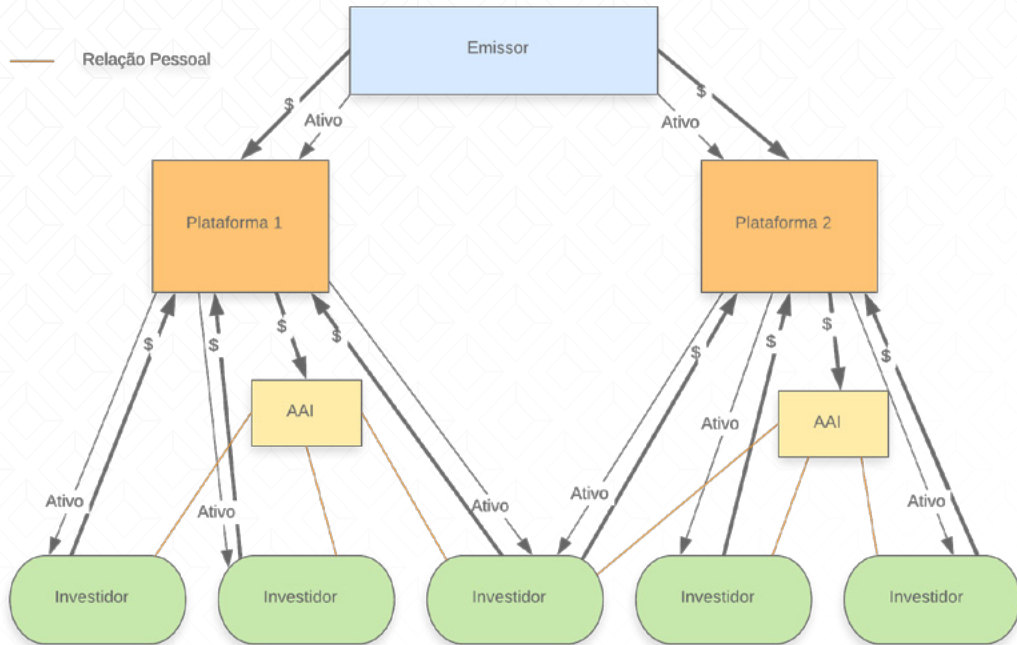 Emissor
Relação Pessoal
$
$
Ativo
Ativo
Plataforma 1
Plataforma 2
$
$
$
$
$
$
$
$
AAI
AAI
Ativo
Ativo
Ativo
Ativo
Ativo
Ativo
Investidor
Investidor
Investidor
Investidor
Investidor